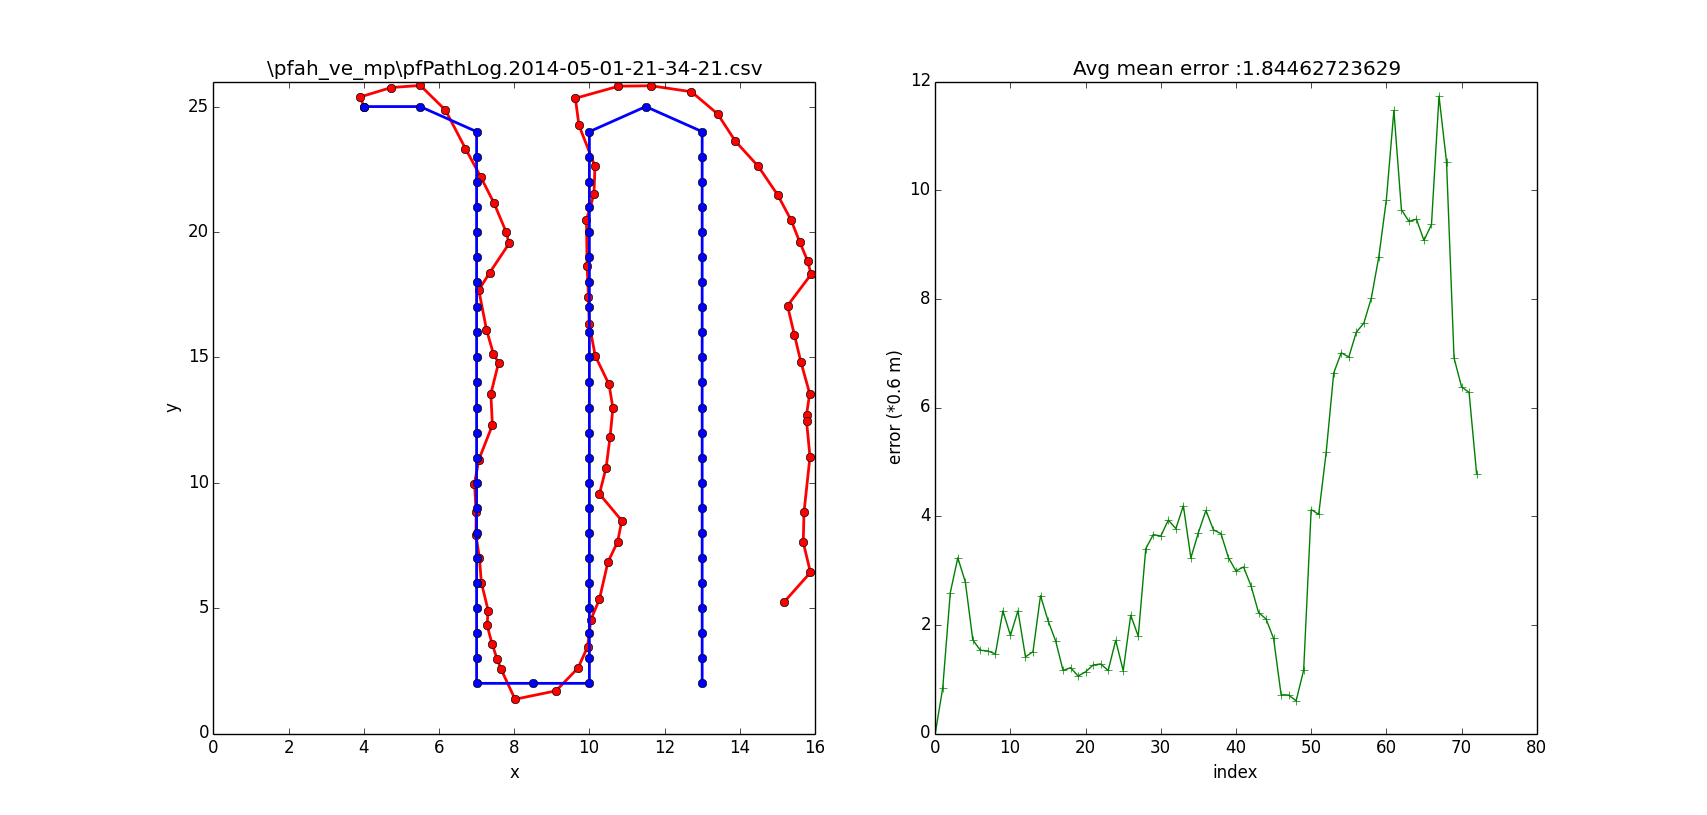 \pfah_ve_mp\pfPathLog.2014-05-01-21-34-21.csv
25
20
15
10
5
0
y
0 2 4 6 8 10 12 14 16
x
Avg mean error :1.84462723629
12
10
8
6
4
2
0
error (*0.6 m)
0 10 20 30 40 50 60 70 80
index